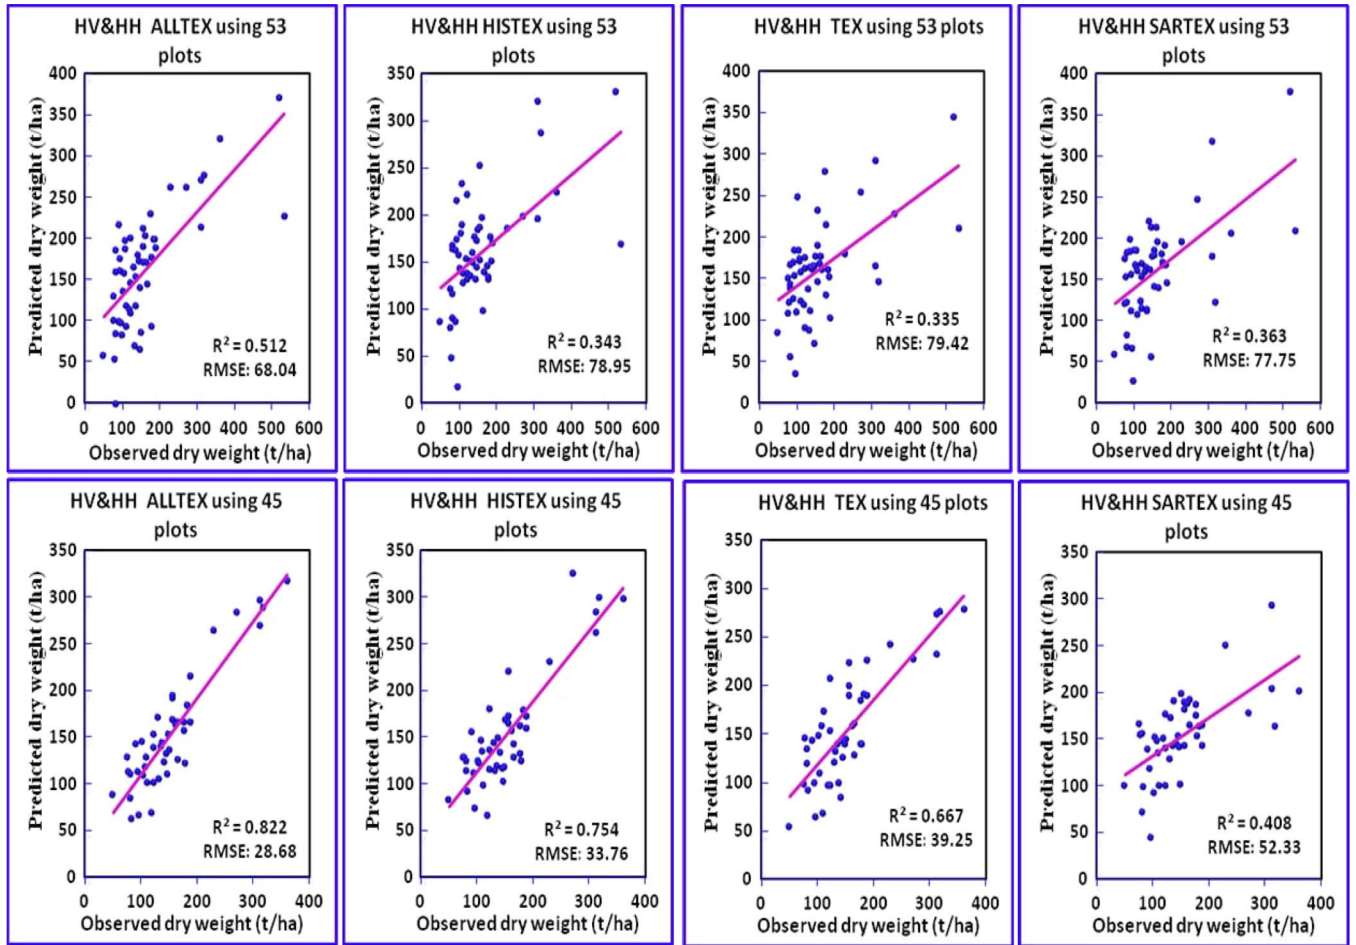 HV&HH ALLTEX using 53
plots
400
350
300
250
200
150
100
50
0
0 100 200 300 400 500 600
Predicted dry weight (t/ha)
Observed dry weight (t/ha)
R² = 0.512
RMSE: 68.04
HV&HH HISTEX using 53
plots
350
300
250
200
150
100
50
0
0 100 200 300 400 500 600
Predicted dry weight (t/ha)
Observed dry weight (t/ha)
R² = 0.343
RMSE: 78.95
HV&HH TEX using 53 plots
400
350
300
250
200
150
100
50
0
0 100 200 300 400 500 600
Predicted dry weight (t/ha)
Observed dry weight (t/ha)
R² = 0.335
RMSE: 79.42
HV&HH SARTEX using 53
plots
400
350
300
250
200
150
100
50
0
0 100 200 300 400 500 600
Predicted dry weight (t/ha)
Observed dry weight (t/ha)
R² = 0.363
RMSE: 77.75
HV&HH ALLTEX using 45
plots
350
300
250
200
150
100
50
0
0 100 200 300 400
Predicted dry weight (t/ha)
Observed dry weight (t/ha)
R² = 0.822
RMSE: 28.68
HV&HH HISTEX using 45
plots
350
300
250
200
150
100
50
0
0 100 200 300 400
Predicted dry weight (t/ha)
Observed dry weight (t/ha)
R² = 0.754
RMSE: 33.76
HV&HH TEX using 45 plots
350
300
250
200
150
100
50
0
0 100 200 300 400
Predicted dry weight (t/ha)
Observed dry weight (t/ha)
R² = 0.667
RMSE: 39.25
HV&HH SARTEX using 45
plots
350
300
250
200
150
100
50
0
0 100 200 300 400
Predicted dry weight (t/ha)
Observed dry weight (t/ha)
R² = 0.408
RMSE: 52.33